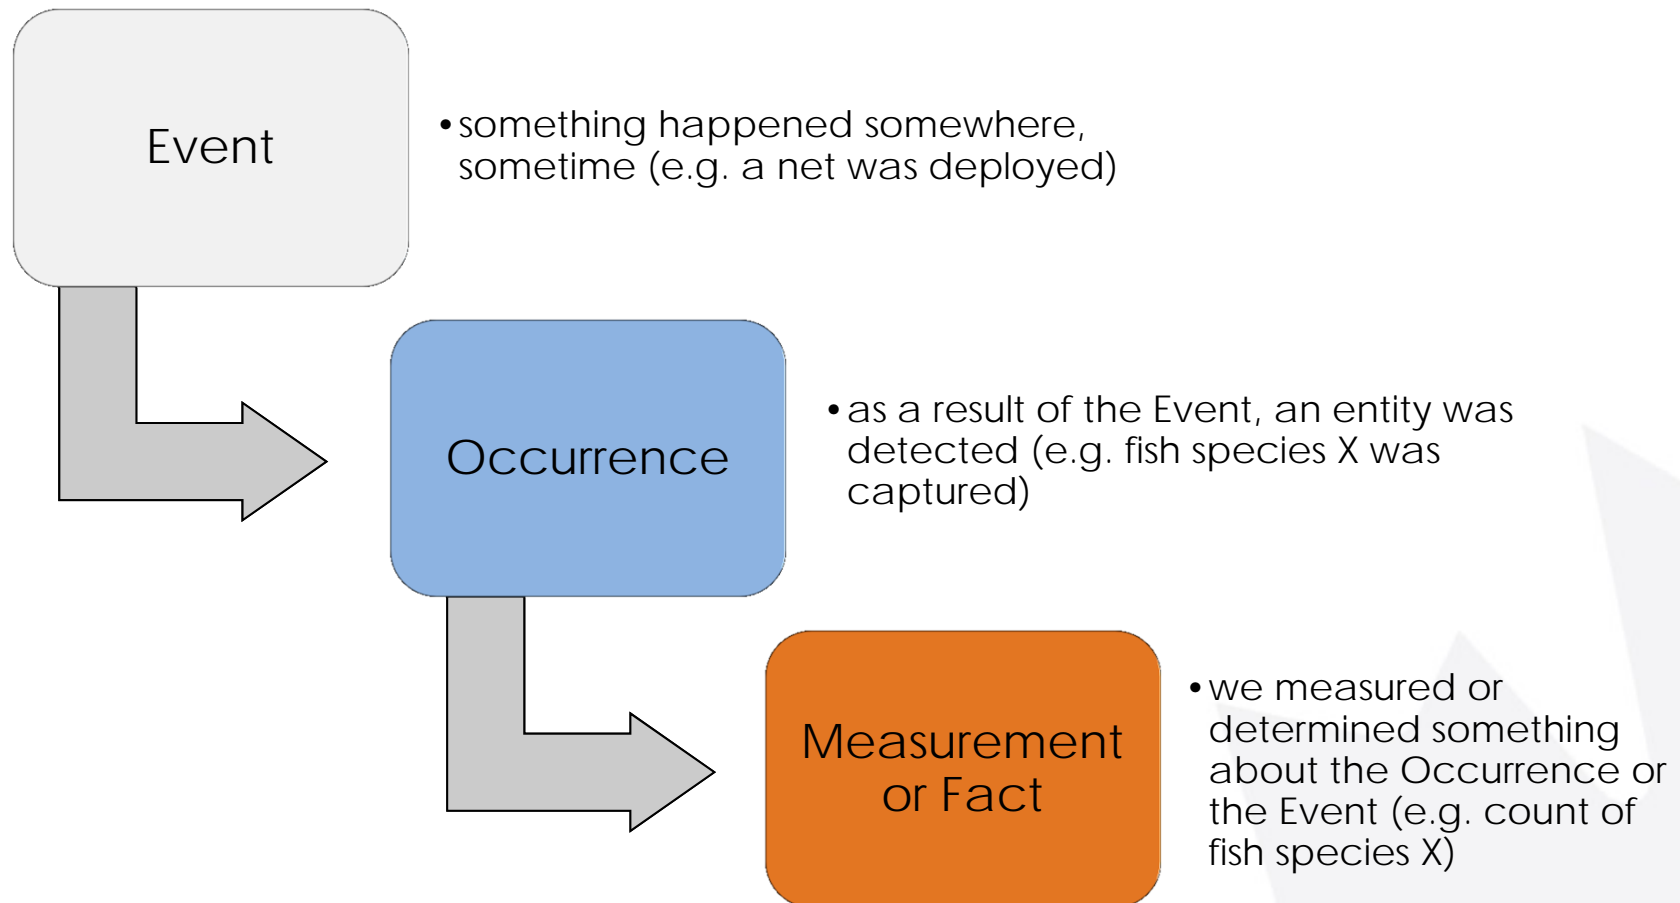 Event
•something happened somewhere,
sometime (e.g. a net was deployed)
Occurrence
•as a result of the Event, an entity was
detected (e.g. fish species X was
captured)
Measurement
or Fact
•we measured or
determined something
about the Occurrence or
the Event (e.g. count of
fish species X)